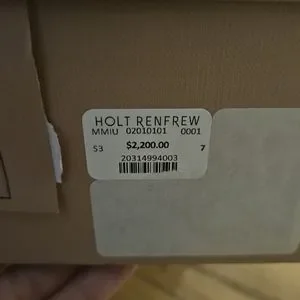 HOLT RENFREW
MMIU 02010101 0001
S3 $2,200.00 7
20314994003